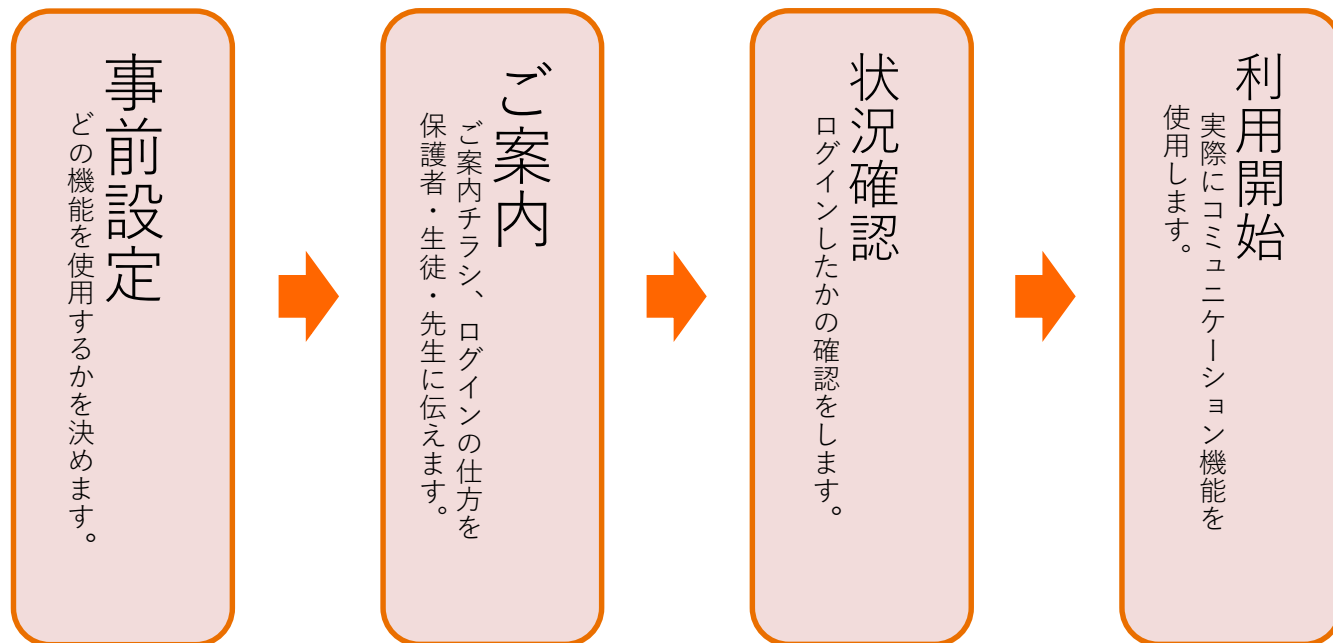 事前設定
どの機能を使用するかを決めます。
ご案内
ご案内チラシ、ログインの仕方を
保護者・生徒・先生に伝えます。
状況確認
ログインしたかの確認をします。
利用開始
実際にコミュニケーション機能を
使用します。